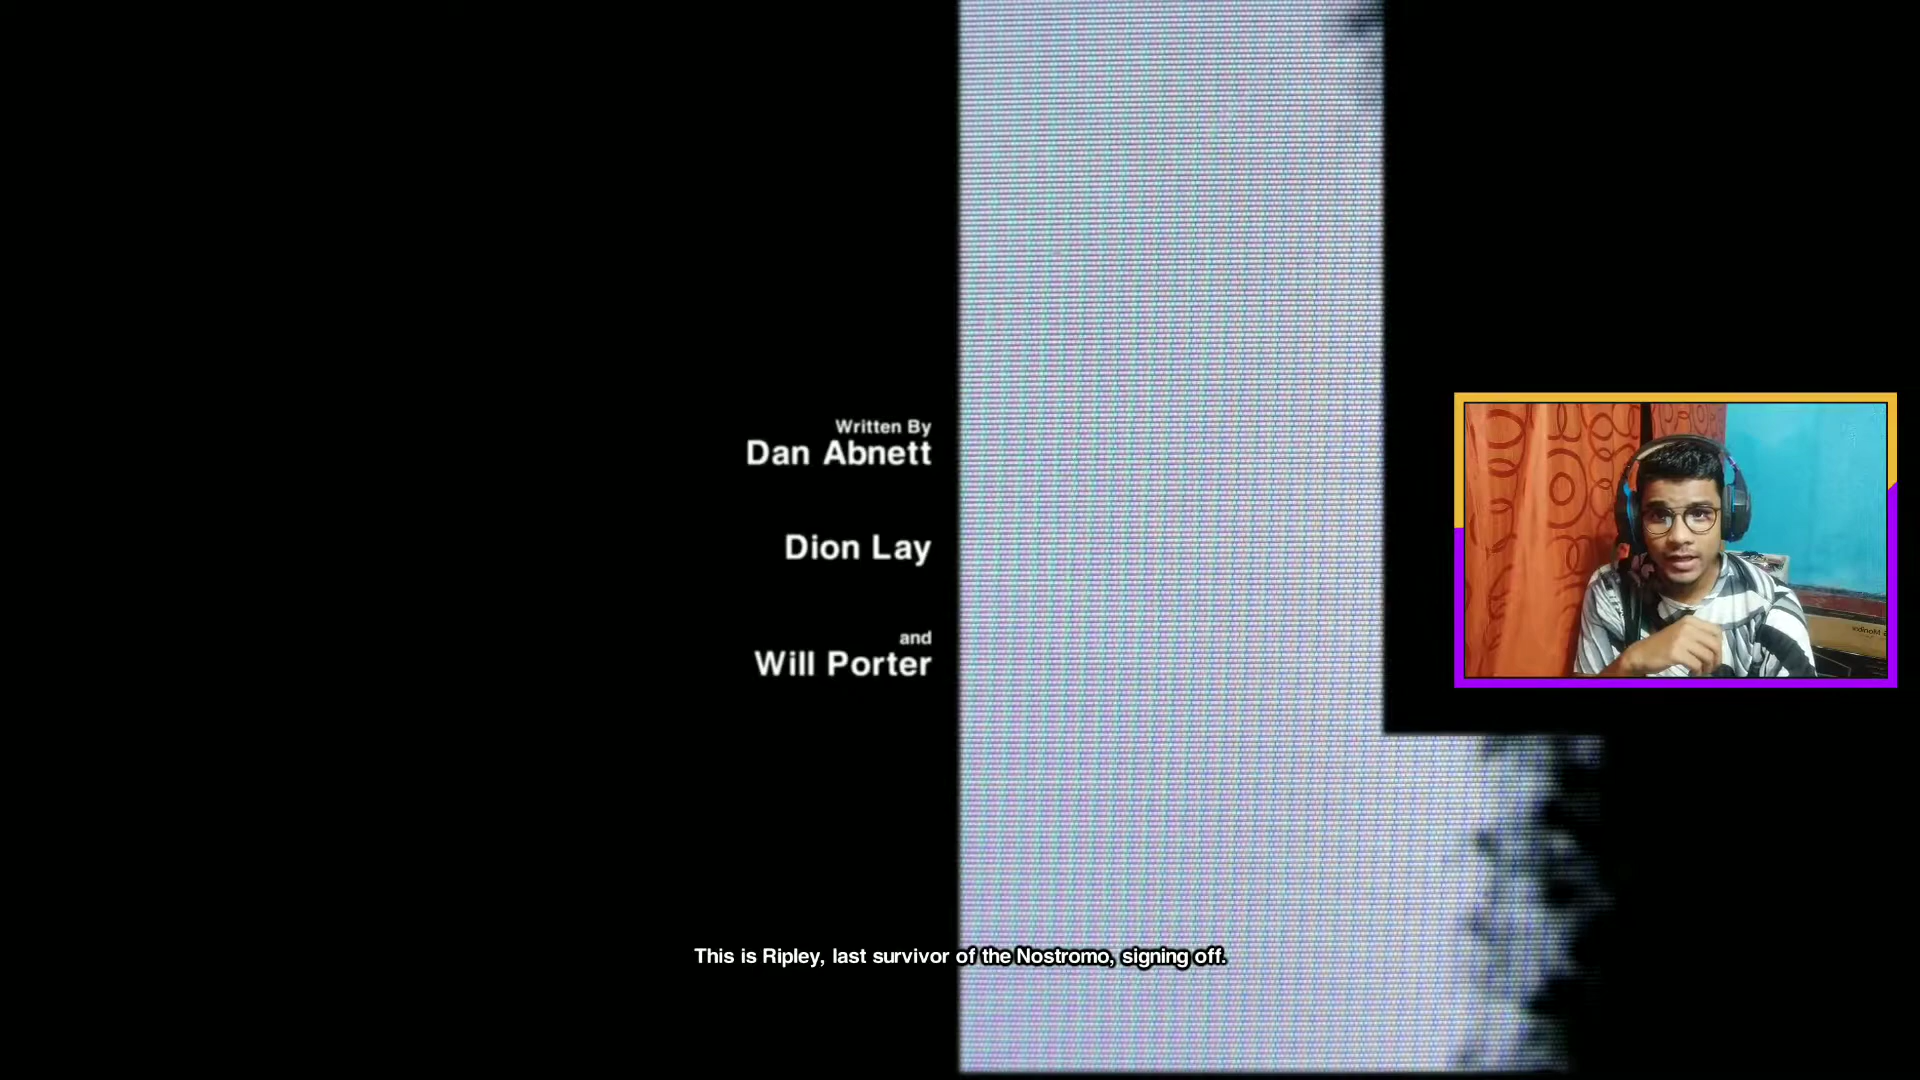 Written By
Dan Abnett
Dion Lay
and
Will Porter
This is Ripley, last survivor of the Nostromo, signing off.